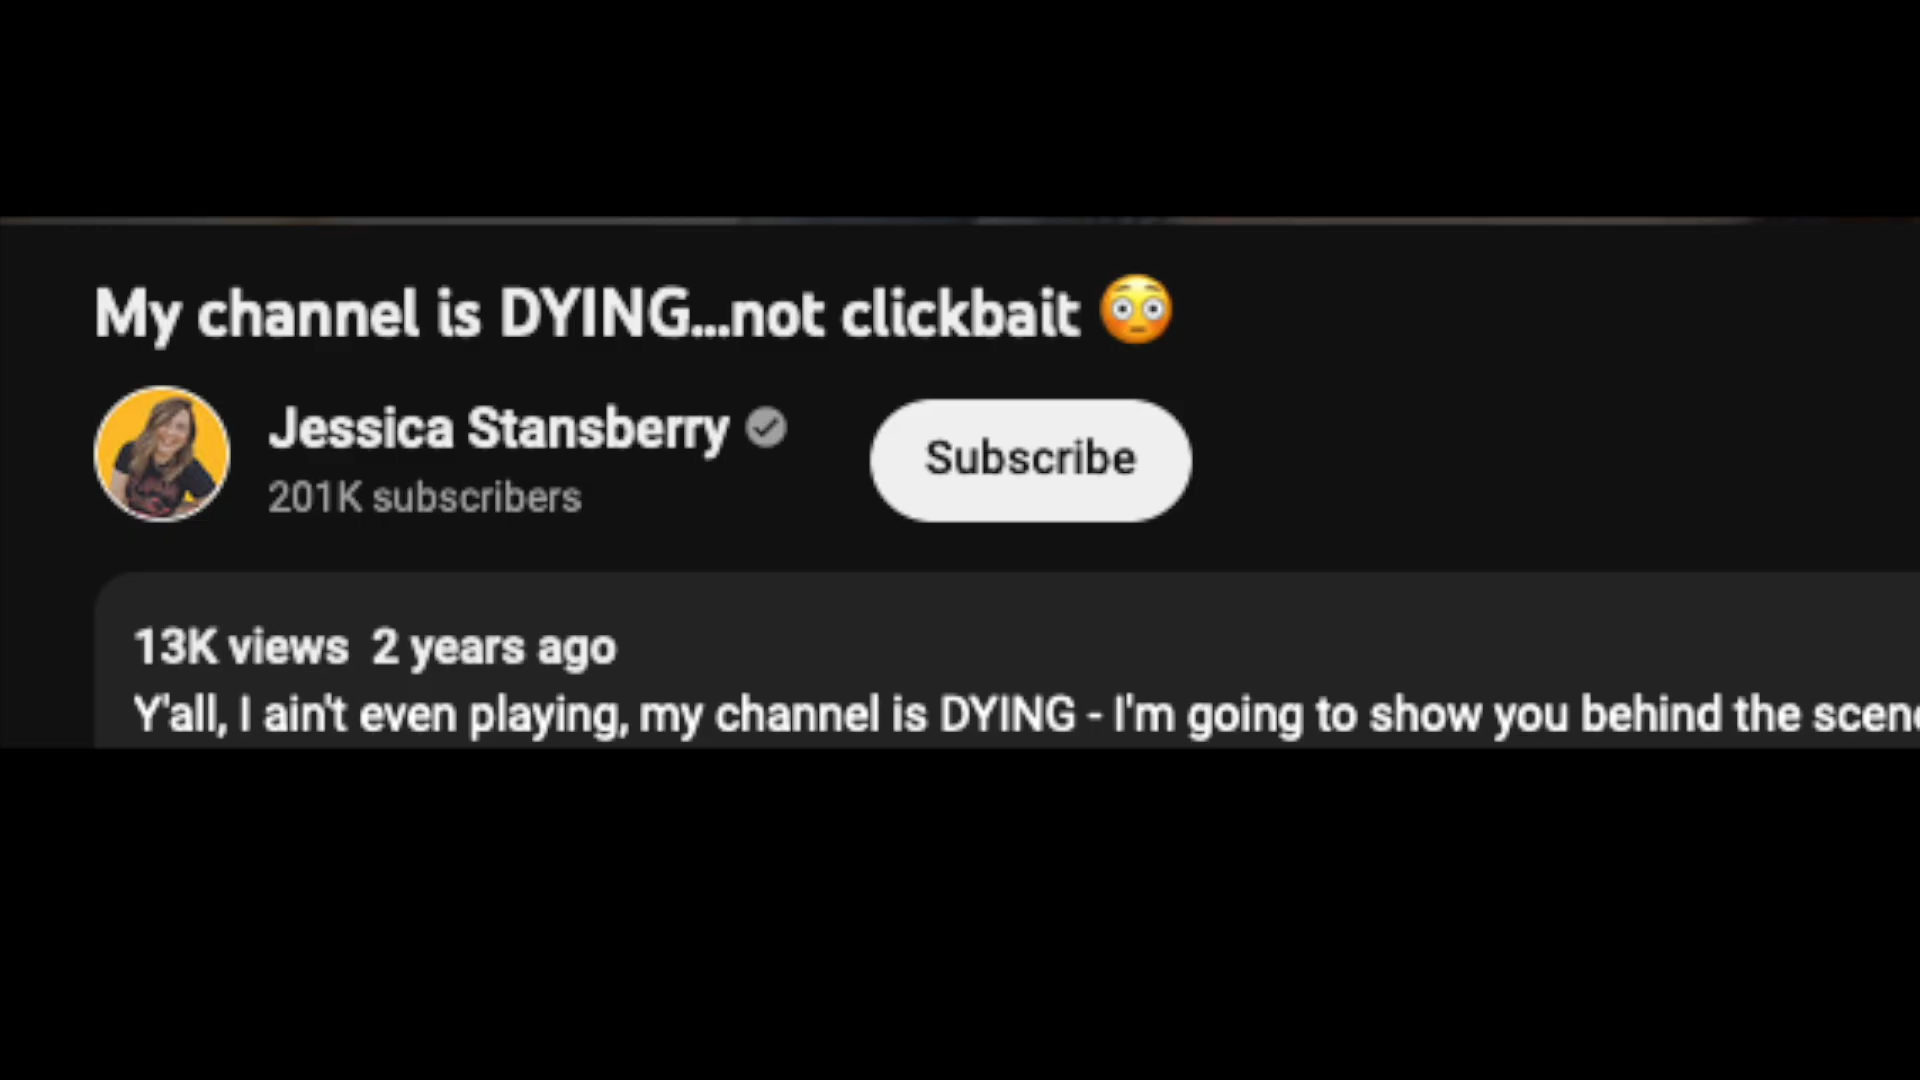 My channel is DYING...not clickbait 😳
Jessica Stansberry
201K subscribers
Subscribe
13K views 2 years ago
Y'all, I ain't even playing, my channel is DYING - I'm going to show you behind the